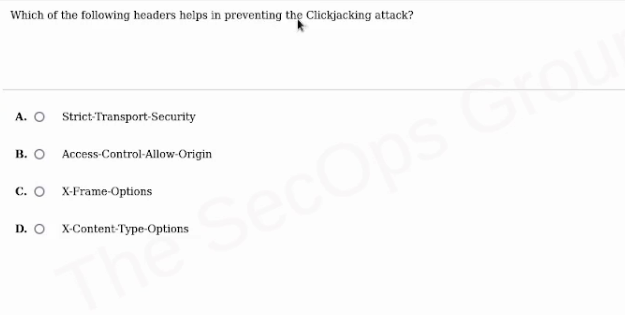 Which of the following headers helps in preventing the Clickjacking attack?
A. Strict-Transport-Security
B. Access-Control-Allow-Origin
C. X-Frame-Options
D. X-Content-Type-Options
The SecOps Group